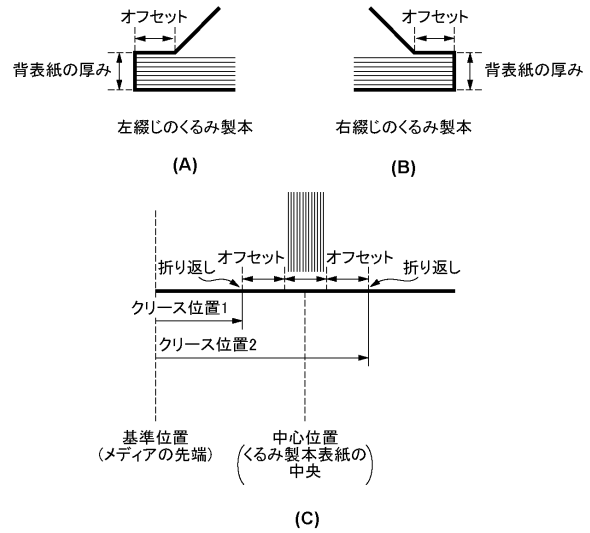 オフセット
背表紙の厚み
左綴じのくるみ製本
(A)
オフセット
背表紙の厚み
右綴じのくるみ製本
(B)
オフセット
オフセット
折り返し
折り返し
クリース位置1
クリース位置2
基準位置
(メディアの先端)
中心位置
(くるみ製本表紙の
中央)
(C)